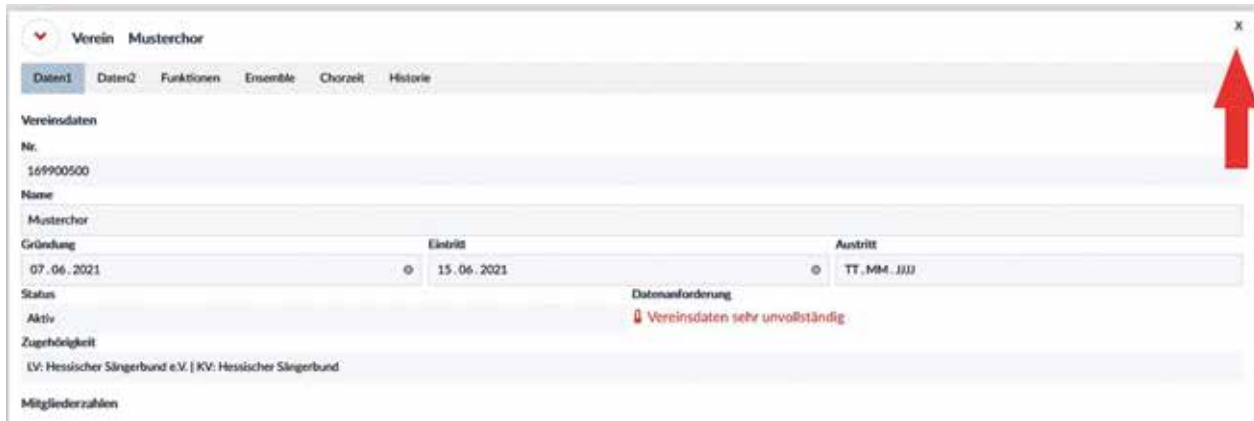 x
Verein Musterchor
Daten1 Daten2 Funktionen Ensemble Chorzeit Historie
Vereinsdaten
Nr.
169900500
Name
Musterchor
Gründung Eintritt Austritt
07.06.2021 15.06.2021 TT.MM.JJJJ
Status Datenanforderung
Aktiv Vereinsdaten sehr unvollständig
Zugehörigkeit
LV: Hessischer Sängerbund e.V. | KV: Hessischer Sängerbund
Mitgliederzahlen